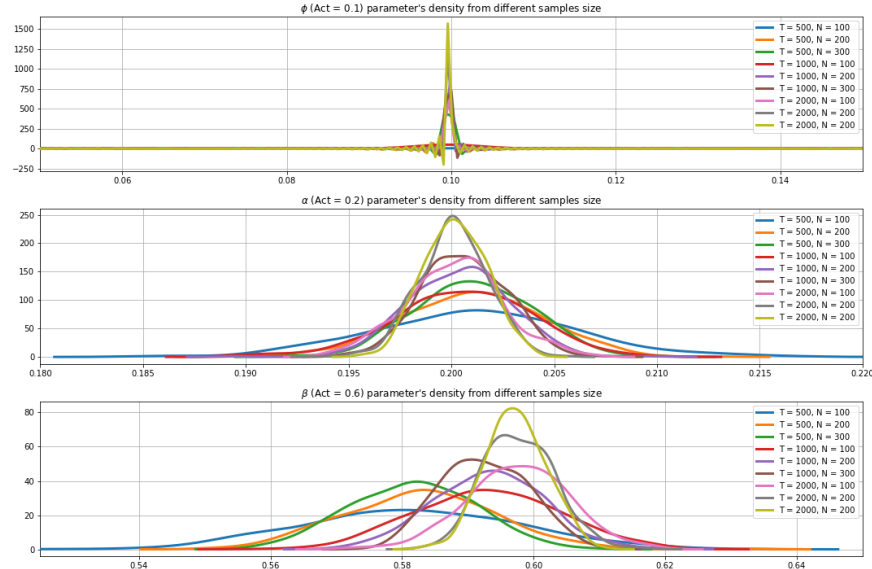 ϕ (Act = 0.1) parameter's density from different samples size
1500
1250
1000
750
500
250
0
−250
0.06
0.08
0.10
0.12
0.14
T = 500, N = 100
T = 500, N = 200
T = 500, N = 300
T = 1000, N = 100
T = 1000, N = 200
T = 1000, N = 300
T = 2000, N = 100
T = 2000, N = 200
T = 2000, N = 200
α (Act = 0.2) parameter's density from different samples size
250
200
150
100
50
0
0.180
0.185
0.190
0.195
0.200
0.205
0.210
0.215
0.220
T = 500, N = 100
T = 500, N = 200
T = 500, N = 300
T = 1000, N = 100
T = 1000, N = 200
T = 1000, N = 300
T = 2000, N = 100
T = 2000, N = 200
T = 2000, N = 200
β (Act = 0.6) parameter's density from different samples size
80
60
40
20
0
0.54
0.56
0.58
0.60
0.62
0.64
T = 500, N = 100
T = 500, N = 200
T = 500, N = 300
T = 1000, N = 100
T = 1000, N = 200
T = 1000, N = 300
T = 2000, N = 100
T = 2000, N = 200
T = 2000, N = 200